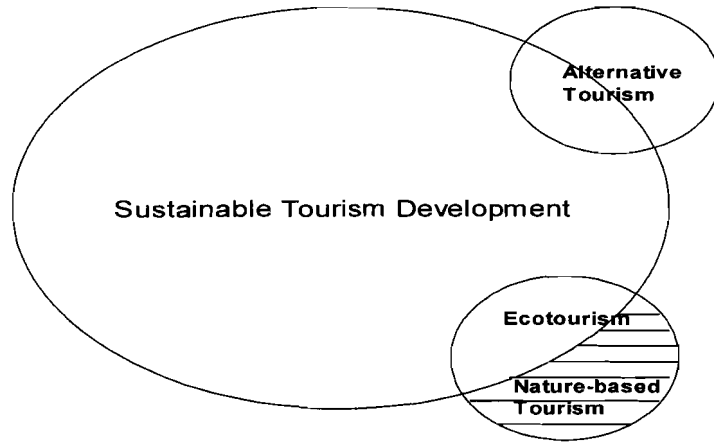 Alternative
Tourism
Sustainable Tourism Development
Ecotourism
Nature-based
Tourism